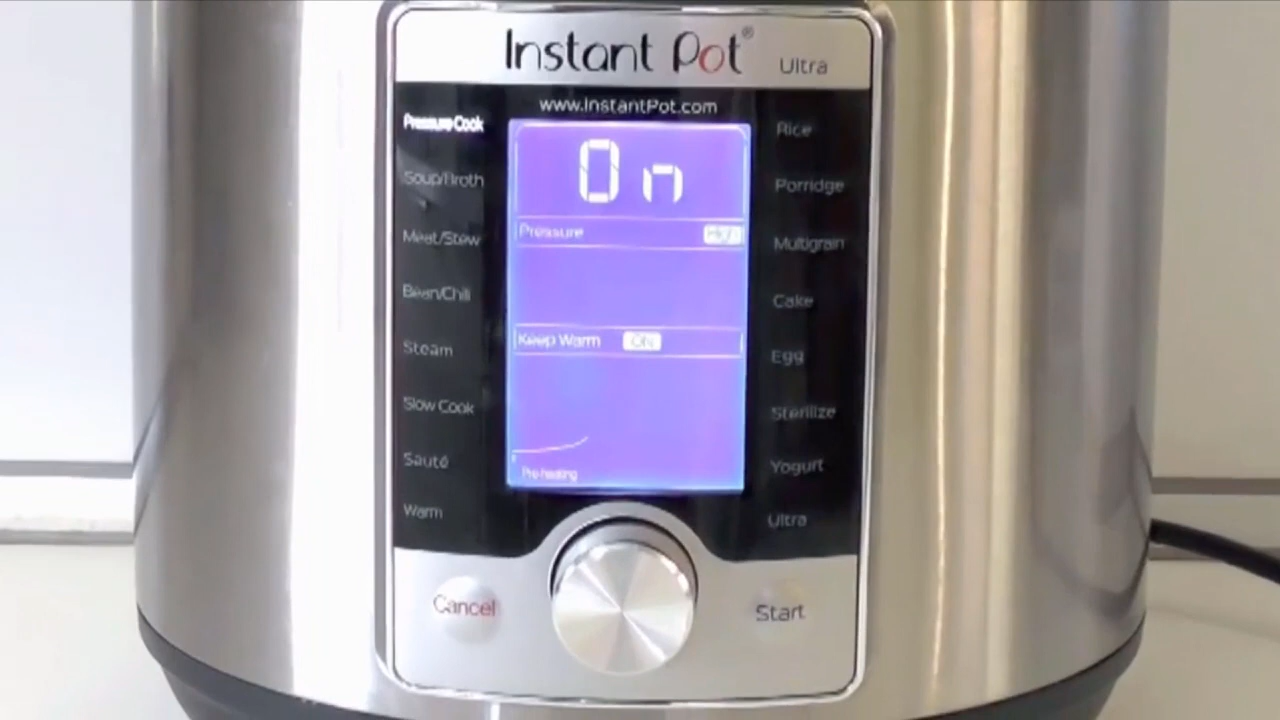 Instant Pot® Ultra
www.InstantPot.com
Pressure Cook
Soup/Broth
Meat/Stew
Bean/Chili
Steam
Slow Cook
Sauté
Warm
On
Pressure High
Keep Warm ON
Pre-heating
Rice
Porridge
Multigrain
Cake
Egg
Sterilize
Yogurt
Ultra
Cancel
Start